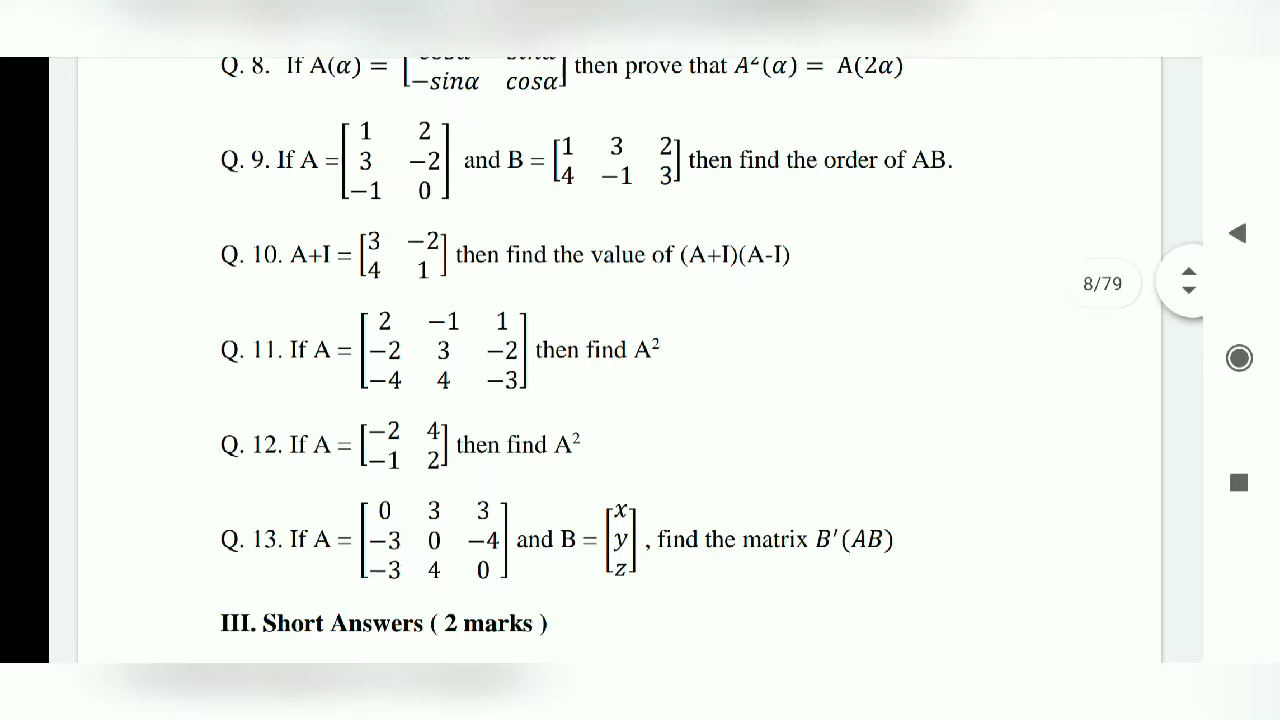 Q. 8. If A(α) = [ −sinα cosα ] then prove that A²(α) = A(2α)
Q. 9. If A = [1 2; 3 −2; −1 0] and B = [1 3 2; 4 −1 3] then find the order of AB.
Q. 10. A+I = [3 −2; 4 1] then find the value of (A+I)(A-I)
Q. 11. If A = [2 −1 1; −2 3 −2; −4 4 −3] then find A²
Q. 12. If A = [−2 4; −1 2] then find A²
Q. 13. If A = [0 3 3; −3 0 −4; −3 4 0] and B = [x; y; z] , find the matrix B′(AB)
III. Short Answers ( 2 marks )
8/79